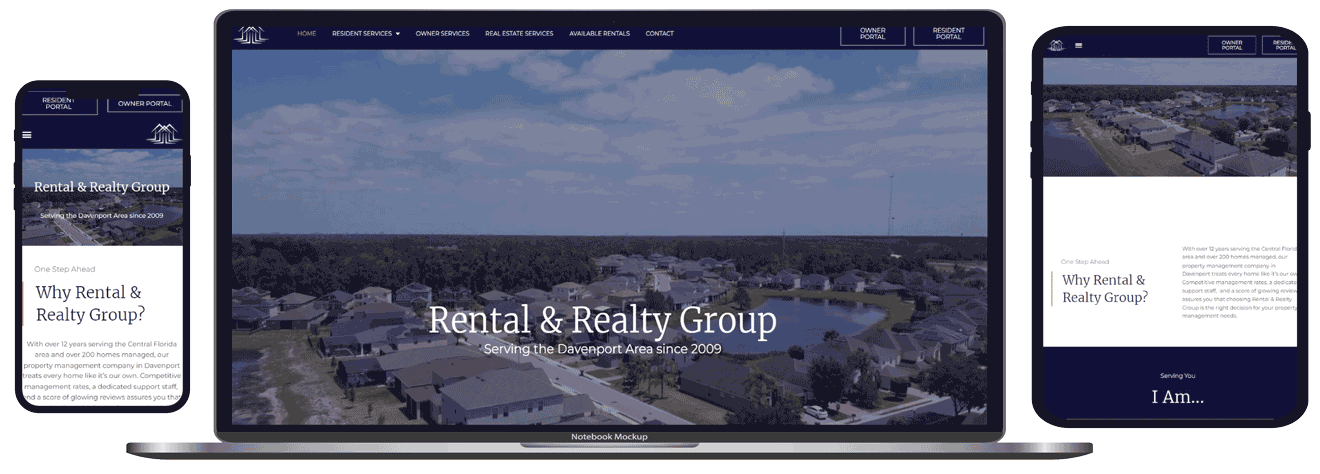 RESIDENT
PORTAL
OWNER PORTAL
Rental & Realty Group
Serving the Davenport Area since 2009
One Step Ahead
Why Rental &
Realty Group?
With over 12 years serving the Central Florida
area and over 200 homes managed, our
property management company in Davenport
treats every home like it's our own. Competitive
management rates, a dedicated support staff,
and a score of glowing reviews assures you that
HOME
RESIDENT SERVICES
OWNER SERVICES
REAL ESTATE SERVICES
AVAILABLE RENTALS
CONTACT
OWNER
PORTAL
RESIDENT
PORTAL
Rental & Realty Group
Serving the Davenport Area since 2009
Notebook Mockup
OWNER
PORTAL
RESID
PORTAL
One Step Ahead
Why Rental &
Realty Group?
With over 12 years serving the Central Florida
area and over 200 homes managed, our
property management company in
Davenport treats every home like it's our own.
Competitive management rates, a dedicated
support staff, and a score of glowing reviews
assures you that choosing Rental & Realty
Group is the right decision for your property
management needs.
Serving You
I Am...